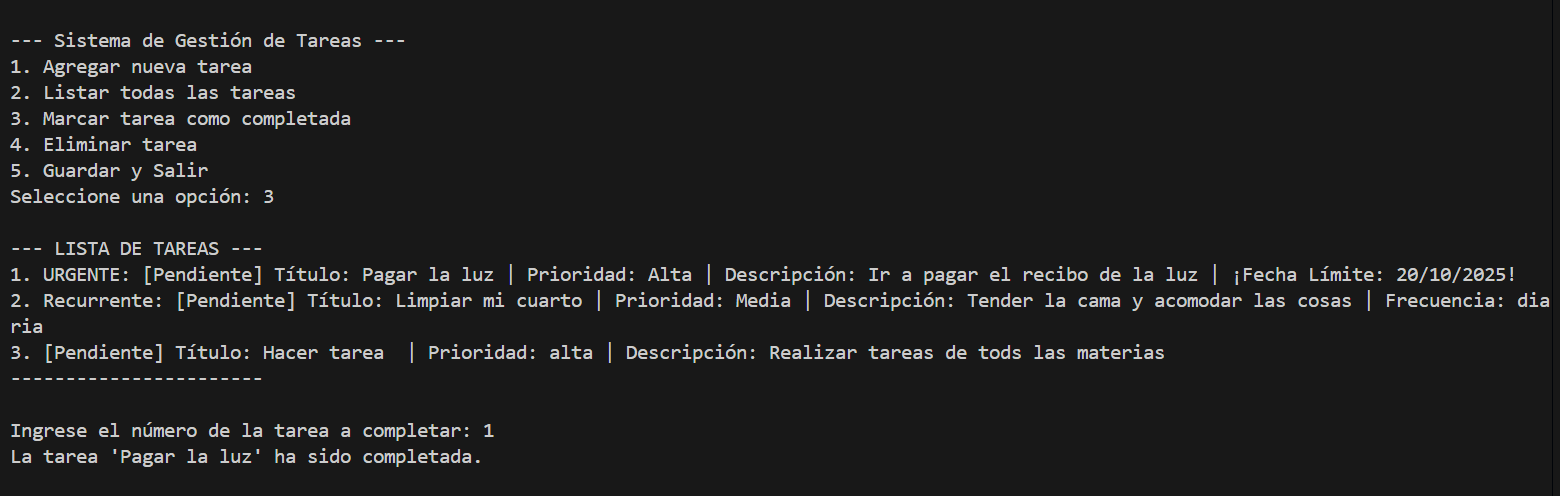 --- Sistema de Gestión de Tareas ---
1. Agregar nueva tarea
2. Listar todas las tareas
3. Marcar tarea como completada
4. Eliminar tarea
5. Guardar y Salir
Seleccione una opción: 3
--- LISTA DE TAREAS ---
1. URGENTE: [Pendiente] Título: Pagar la luz | Prioridad: Alta | Descripción: Ir a pagar el recibo de la luz | ¡Fecha Límite: 20/10/2025!
2. Recurrente: [Pendiente] Título: Limpiar mi cuarto | Prioridad: Media | Descripción: Tender la cama y acomodar las cosas | Frecuencia: dia
ria
3. [Pendiente] Título: Hacer tarea  | Prioridad: alta | Descripción: Realizar tareas de tods las materias
-----------------------
Ingrese el número de la tarea a completar: 1
La tarea 'Pagar la luz' ha sido completada.